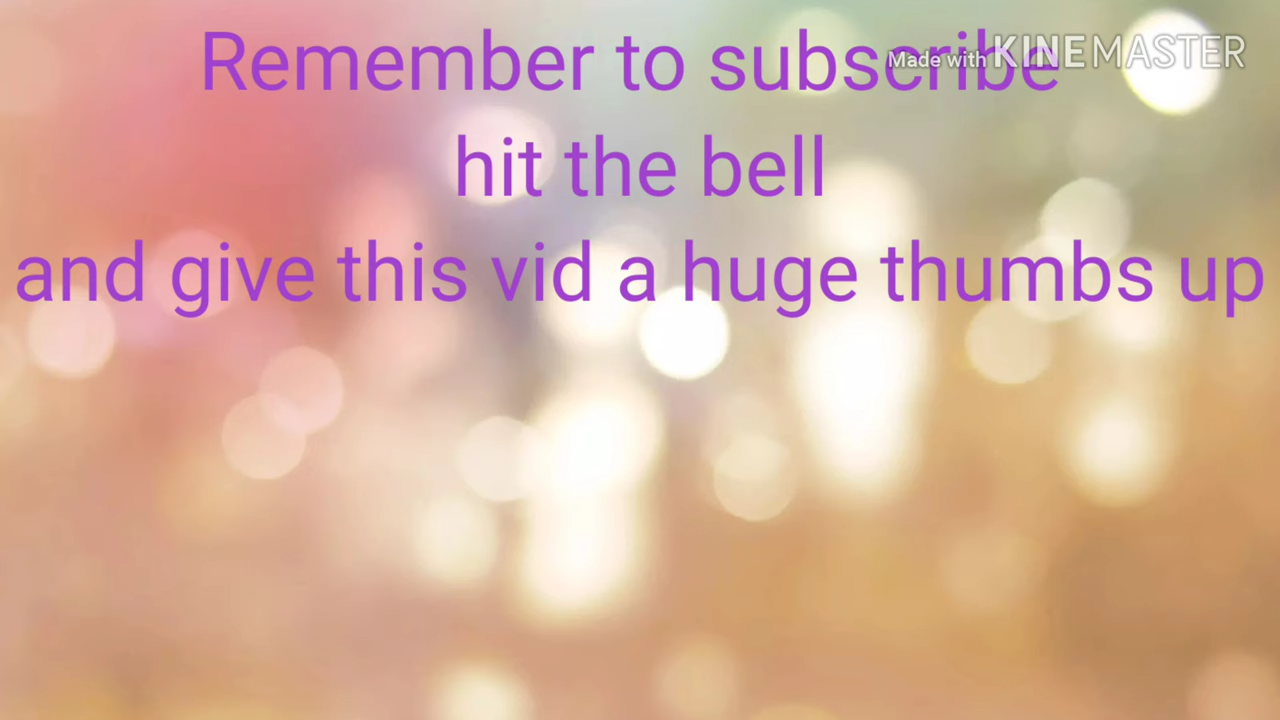 Remember to subscribe
Made with KINEMASTER
hit the bell
and give this vid a huge thumbs up